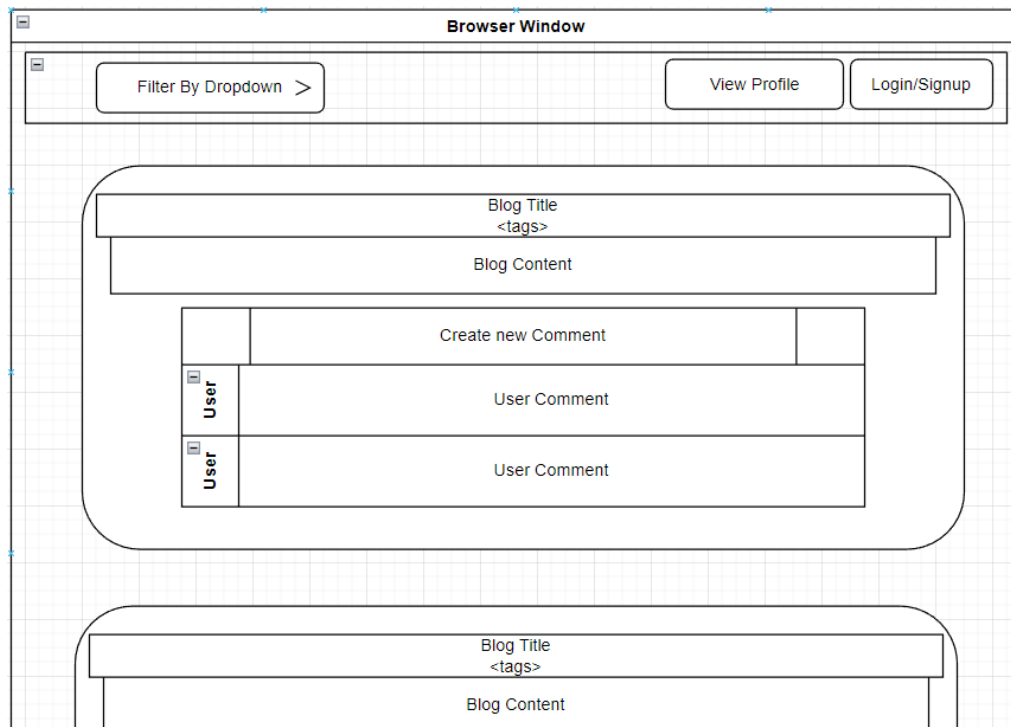 Browser Window
Filter By Dropdown >
View Profile
Login/Signup
Blog Title
<tags>
Blog Content
Create new Comment
User
User Comment
User
User Comment
Blog Title
<tags>
Blog Content